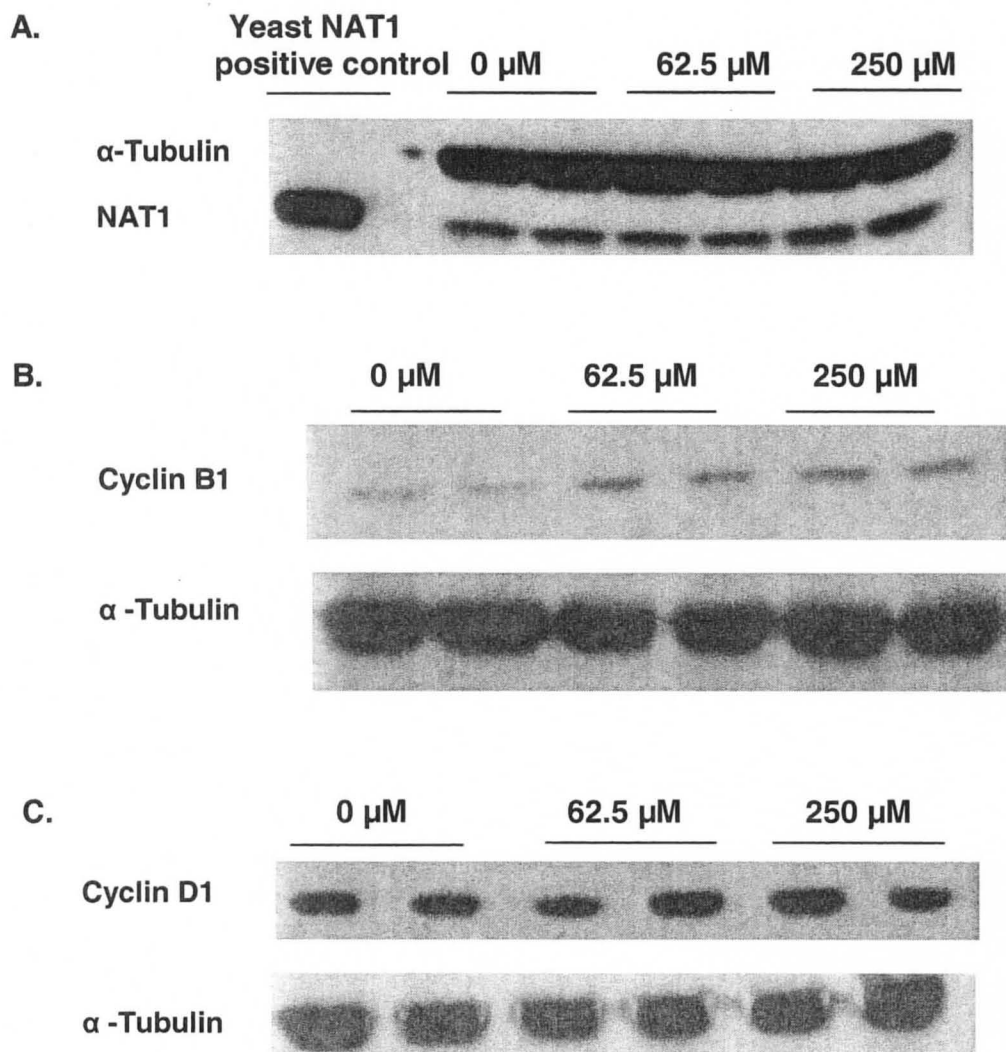 A.
Yeast NAT1
positive control 0 µM 62.5 µM 250 µM
α-Tubulin
NAT1
B.
0 µM 62.5 µM 250 µM
Cyclin B1
α -Tubulin
C.
0 µM 62.5 µM 250 µM
Cyclin D1
α -Tubulin